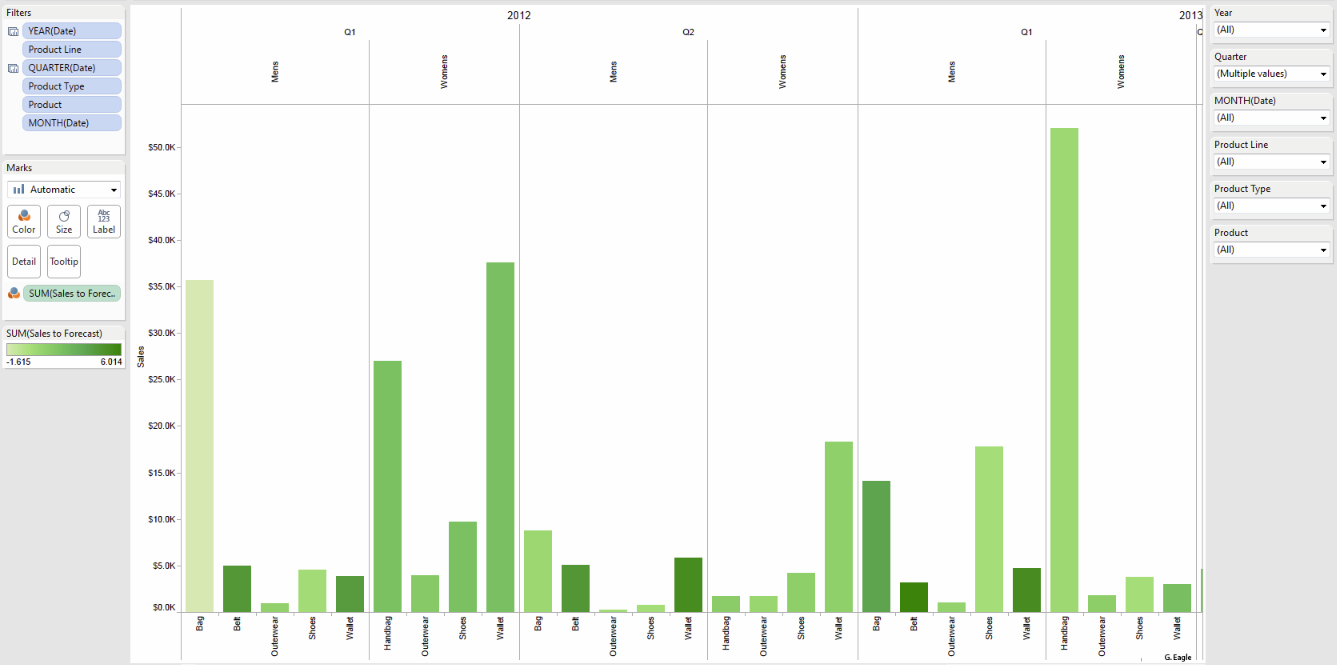 Filters
YEAR(Date)
Product Line
QUARTER(Date)
Product Type
Product
MONTH(Date)
Marks
Automatic
Color
Size
Abc
123
Label
Detail
Tooltip
SUM(Sales to Forec..
SUM(Sales to Forecast)
-1.615 6.014
2012 2013
Q1 Q2 Q1
Mens Womens Mens Womens Mens Womens
Sales
$50.0K
$45.0K
$40.0K
$35.0K
$30.0K
$25.0K
$20.0K
$15.0K
$10.0K
$5.0K
$0.0K
Bag Belt Outerwear Shoes Wallet Handbag Outerwear Shoes Wallet Bag Belt Outerwear Shoes Wallet Handbag Outerwear Shoes Wallet Bag Belt Outerwear Shoes Wallet Handbag Outerwear Shoes Wallet
G. Eagle
Year
(All)
Quarter
(Multiple values)
MONTH(Date)
(All)
Product Line
(All)
Product Type
(All)
Product
(All)